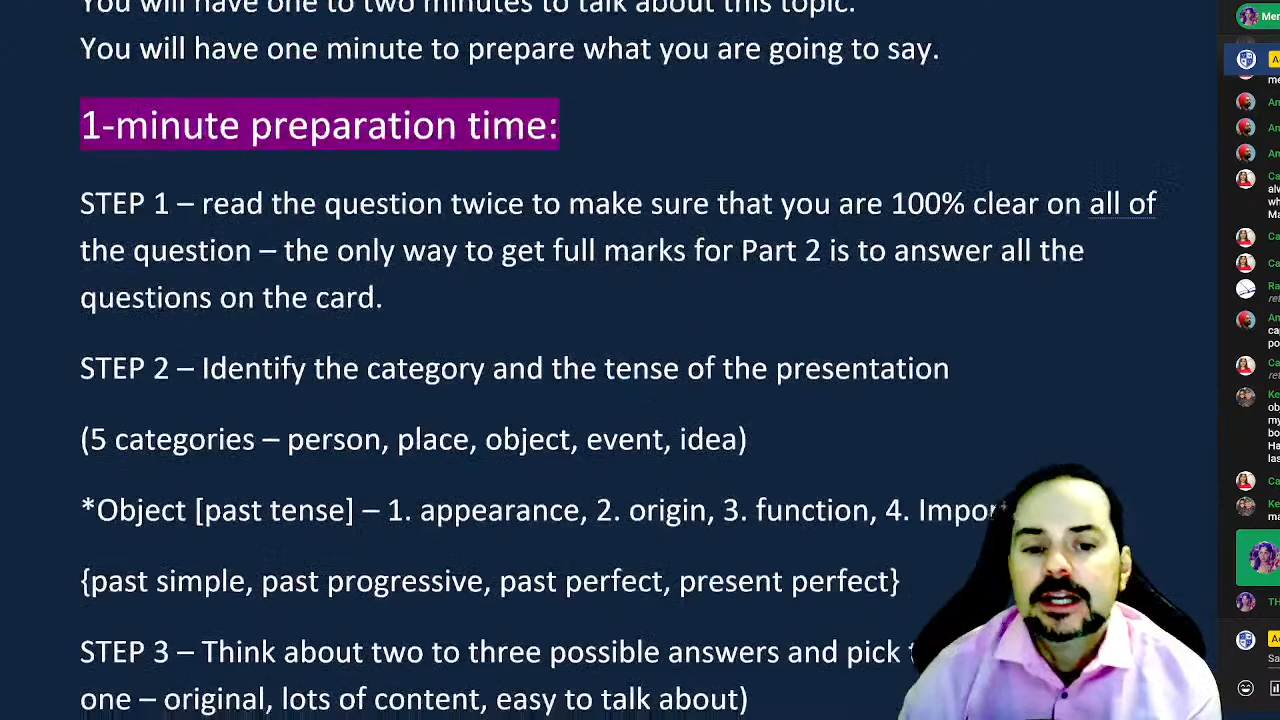 You will have one to two minutes to talk about this topic.
You will have one minute to prepare what you are going to say.
1-minute preparation time:
STEP 1 – read the question twice to make sure that you are 100% clear on all of
the question – the only way to get full marks for Part 2 is to answer all the
questions on the card.
STEP 2 – Identify the category and the tense of the presentation
(5 categories – person, place, object, event, idea)
*Object [past tense] – 1. appearance, 2. origin, 3. function, 4.
{past simple, past progressive, past perfect, present perfect}
STEP 3 – Think about two to three possible answers and pick
one – original, lots of content, easy to talk about)